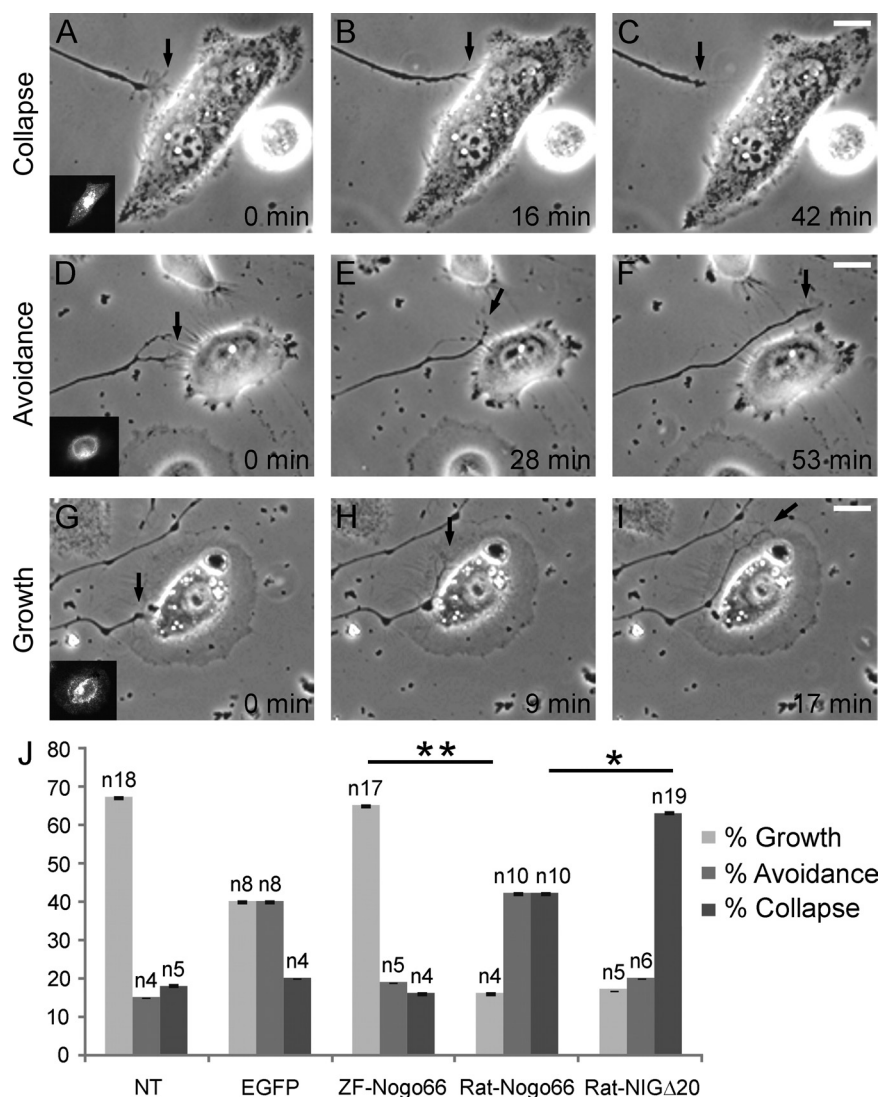 Collapse
A
B
C
0 min
16 min
42 min
Avoidance
D
E
F
0 min
28 min
53 min
Growth
G
H
I
0 min
9 min
17 min
J
80
70
60
50
40
30
20
10
0
n18
n4
n5
n8
n8
n4
n17
n5
n4
n4
n10
n10
n5
n6
n19
**
*
% Growth
% Avoidance
% Collapse
NT
EGFP
ZF-Nogo66
Rat-Nogo66
Rat-NIGΔ20